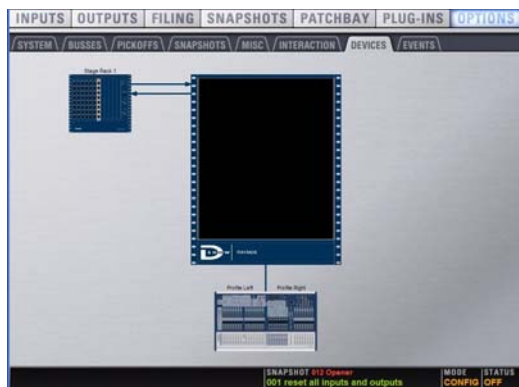 INPUTS OUTPUTS FILING SNAPSHOTS PATCHBAY PLUG-INS OPTIONS
SYSTEM BUSSES PICKOFFS SNAPSHOTS MISC INTERACTION DEVICES EVENTS
Stage Rack 1
Profile Left Profile Right
SNAPSHOT 012 Opener MODE STATUS
001 reset all inputs and outputs CONFIG OFF